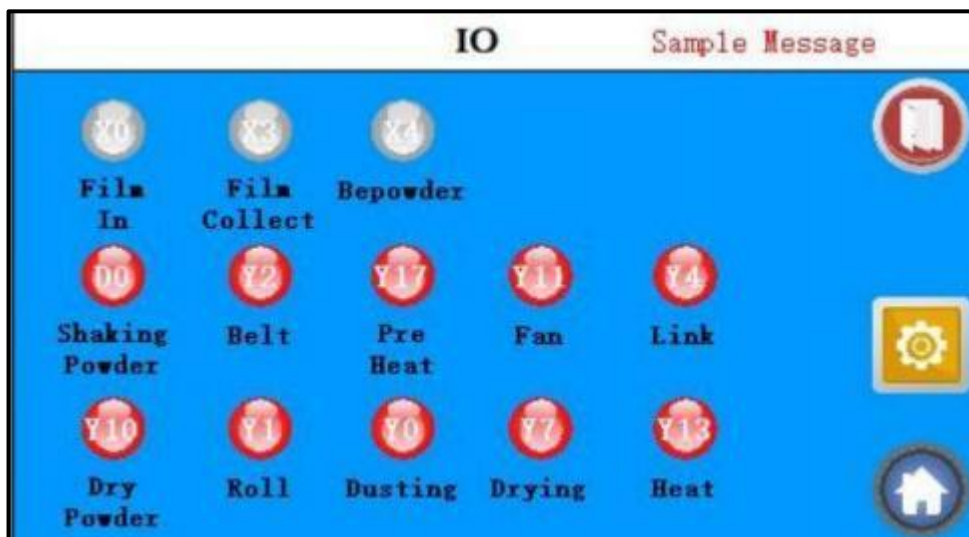 IO Sample Message
X0 X3 X4
Film Film Bepowder
In Collect
D0 Y2 Y17 Y11 Y4
Shaking Belt Pre Fan Link
Powder Heat
Y10 Y1 Y0 Y7 Y13
Dry Roll Dusting Drying Heat
Powder